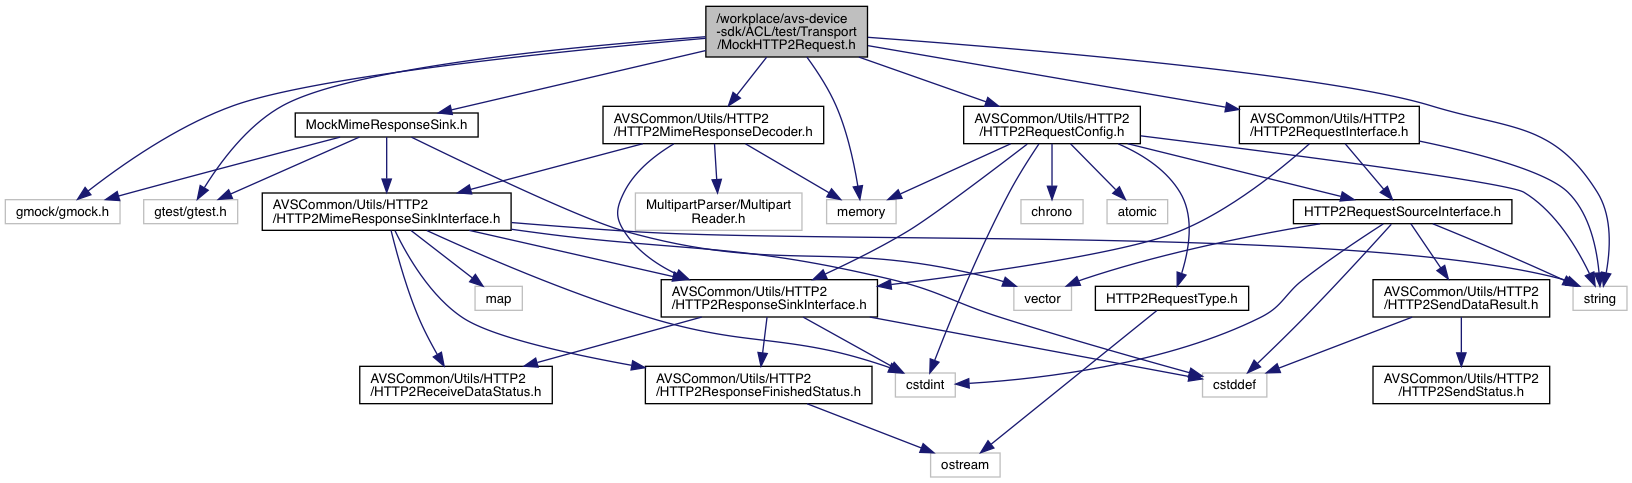 /workplace/avs-device
-sdk/ACL/test/Transport
/MockHTTP2Request.h
MockMimeResponseSink.h
AVSCommon/Utils/HTTP2
/HTTP2MimeResponseDecoder.h
AVSCommon/Utils/HTTP2
/HTTP2RequestConfig.h
AVSCommon/Utils/HTTP2
/HTTP2RequestInterface.h
gmock/gmock.h
gtest/gtest.h
AVSCommon/Utils/HTTP2
/HTTP2MimeResponseSinkInterface.h
MultipartParser/Multipart
Reader.h
memory
chrono
atomic
HTTP2RequestSourceInterface.h
map
AVSCommon/Utils/HTTP2
/HTTP2ResponseSinkInterface.h
vector
HTTP2RequestType.h
AVSCommon/Utils/HTTP2
/HTTP2SendDataResult.h
string
AVSCommon/Utils/HTTP2
/HTTP2ReceiveDataStatus.h
AVSCommon/Utils/HTTP2
/HTTP2ResponseFinishedStatus.h
cstdint
cstddef
AVSCommon/Utils/HTTP2
/HTTP2SendStatus.h
ostream